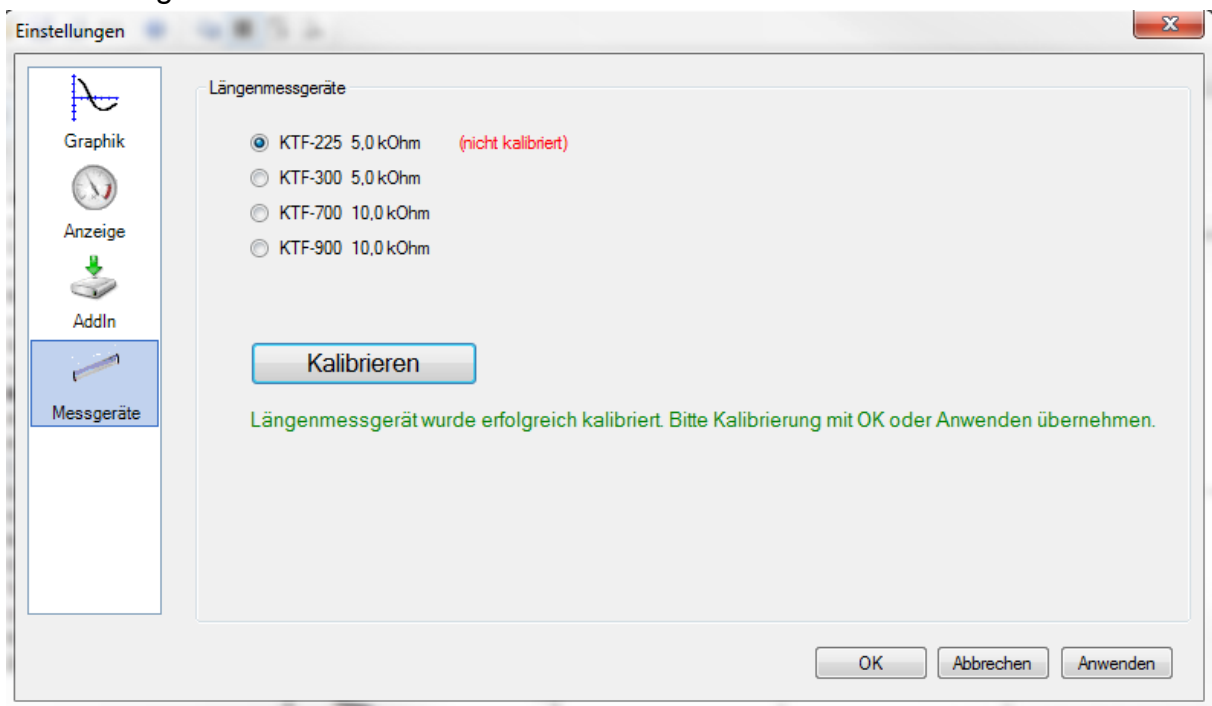 Einstellungen
Graphik
Anzeige
AddIn
Messgeräte
Längenmessgeräte
KTF-225 5,0 kOhm (nicht kalibriert)
KTF-300 5,0 kOhm
KTF-700 10,0 kOhm
KTF-900 10,0 kOhm
Kalibrieren
Längenmessgerät wurde erfolgreich kalibriert. Bitte Kalibrierung mit OK oder Anwenden übernehmen.
OK Abbrechen Anwenden